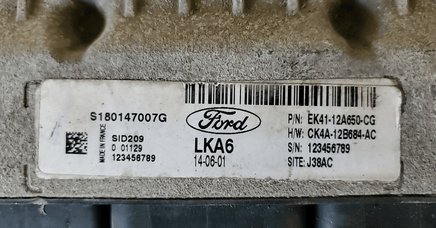 S180147007G
MADE IN FRANCE
SID209
0 01129
123456789
Ford
LKA6
14-06-01
P/N: EK41-12A650-CG
H/W: CK4A-12B684-AC
S/N: 123456789
SITE: J38AC